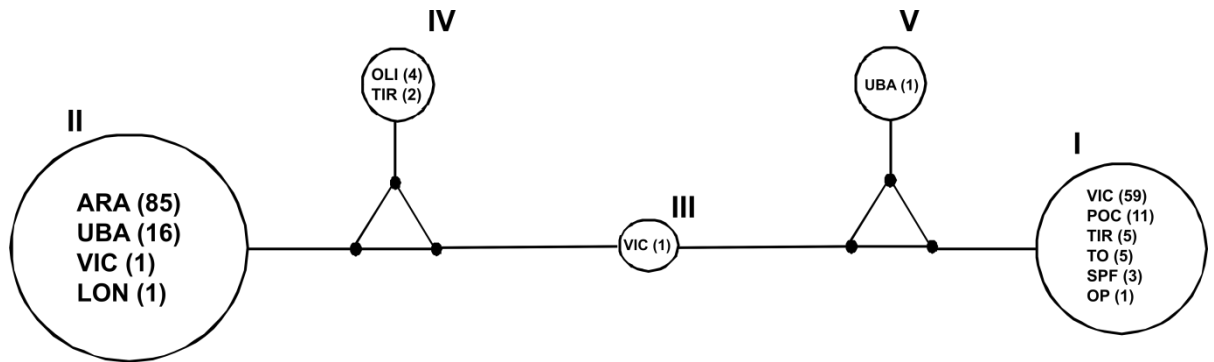 IV
V
OLI (4)
TIR (2)
UBA (1)
II
I
ARA (85)
UBA (16)
VIC (1)
LON (1)
III
VIC (1)
VIC (59)
POC (11)
TIR (5)
TO (5)
SPF (3)
OP (1)